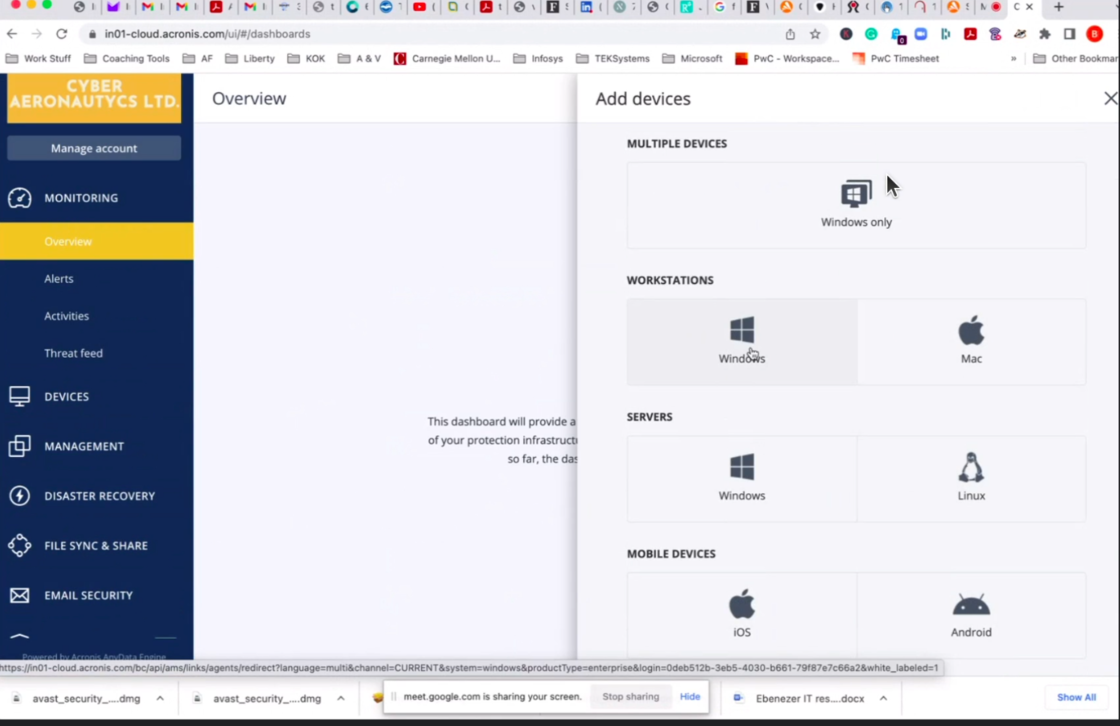 in01-cloud.acronis.com/ui/#/dashboards
Work Stuff Coaching Tools AF Liberty KOK A & V Carnegie Mellon U... Infosys TEKSystems Microsoft PwC - Workspace... PwC Timesheet » Other Bookmar
CYBER
AERONAUTYCS LTD.
Manage account
MONITORING
Overview
Alerts
Activities
Threat feed
DEVICES
MANAGEMENT
DISASTER RECOVERY
FILE SYNC & SHARE
EMAIL SECURITY
Powered by Acronis AnyData Engine
Overview
This dashboard will provide a
of your protection infrastructu
so far, the das
Add devices
MULTIPLE DEVICES
Windows only
WORKSTATIONS
Windows
Mac
SERVERS
Windows
Linux
MOBILE DEVICES
iOS
Android
https://in01-cloud.acronis.com/bc/api/ams/links/agents/redirect?language=multi&channel=CURRENT&system=windows&productType=enterprise&login=0deb512b-3eb5-4030-b661-79f87e7c66a2&white_labeled=1
avast_security_....dmg avast_security_....dmg meet.google.com is sharing your screen. Stop sharing Hide Ebenezer IT res....docx Show All